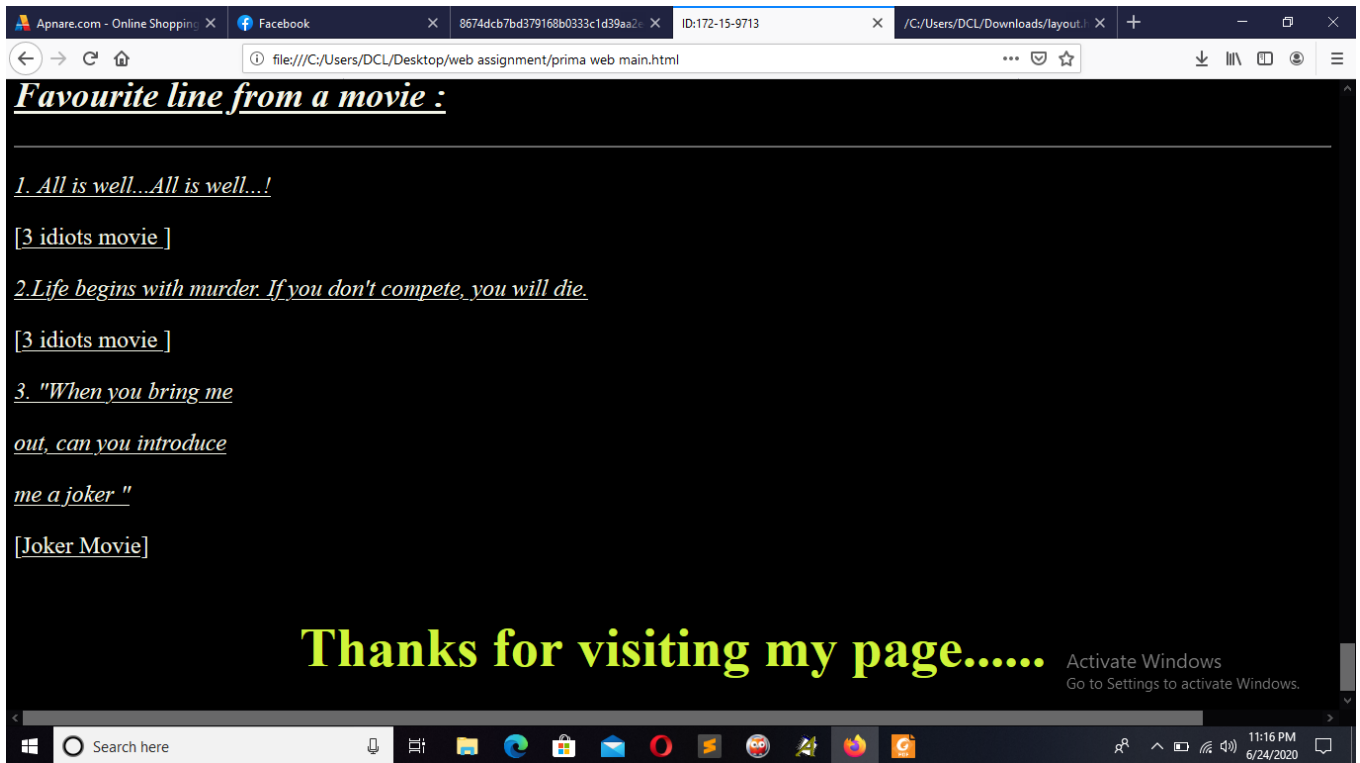 Apnare.com - Online Shopping
Facebook
8674dcb7bd379168b0333c1d39aa2e
ID:172-15-9713
/C:/Users/DCL/Downloads/layout.h
file:///C:/Users/DCL/Desktop/web assignment/prima web main.html
Favourite line from a movie :
1. All is well...All is well...!
[3 idiots movie ]
2.Life begins with murder. If you don't compete, you will die.
[3 idiots movie ]
3. "When you bring me
out, can you introduce
me a joker "
[Joker Movie]
Thanks for visiting my page......
Activate Windows
Go to Settings to activate Windows.
Search here
11:16 PM
6/24/2020